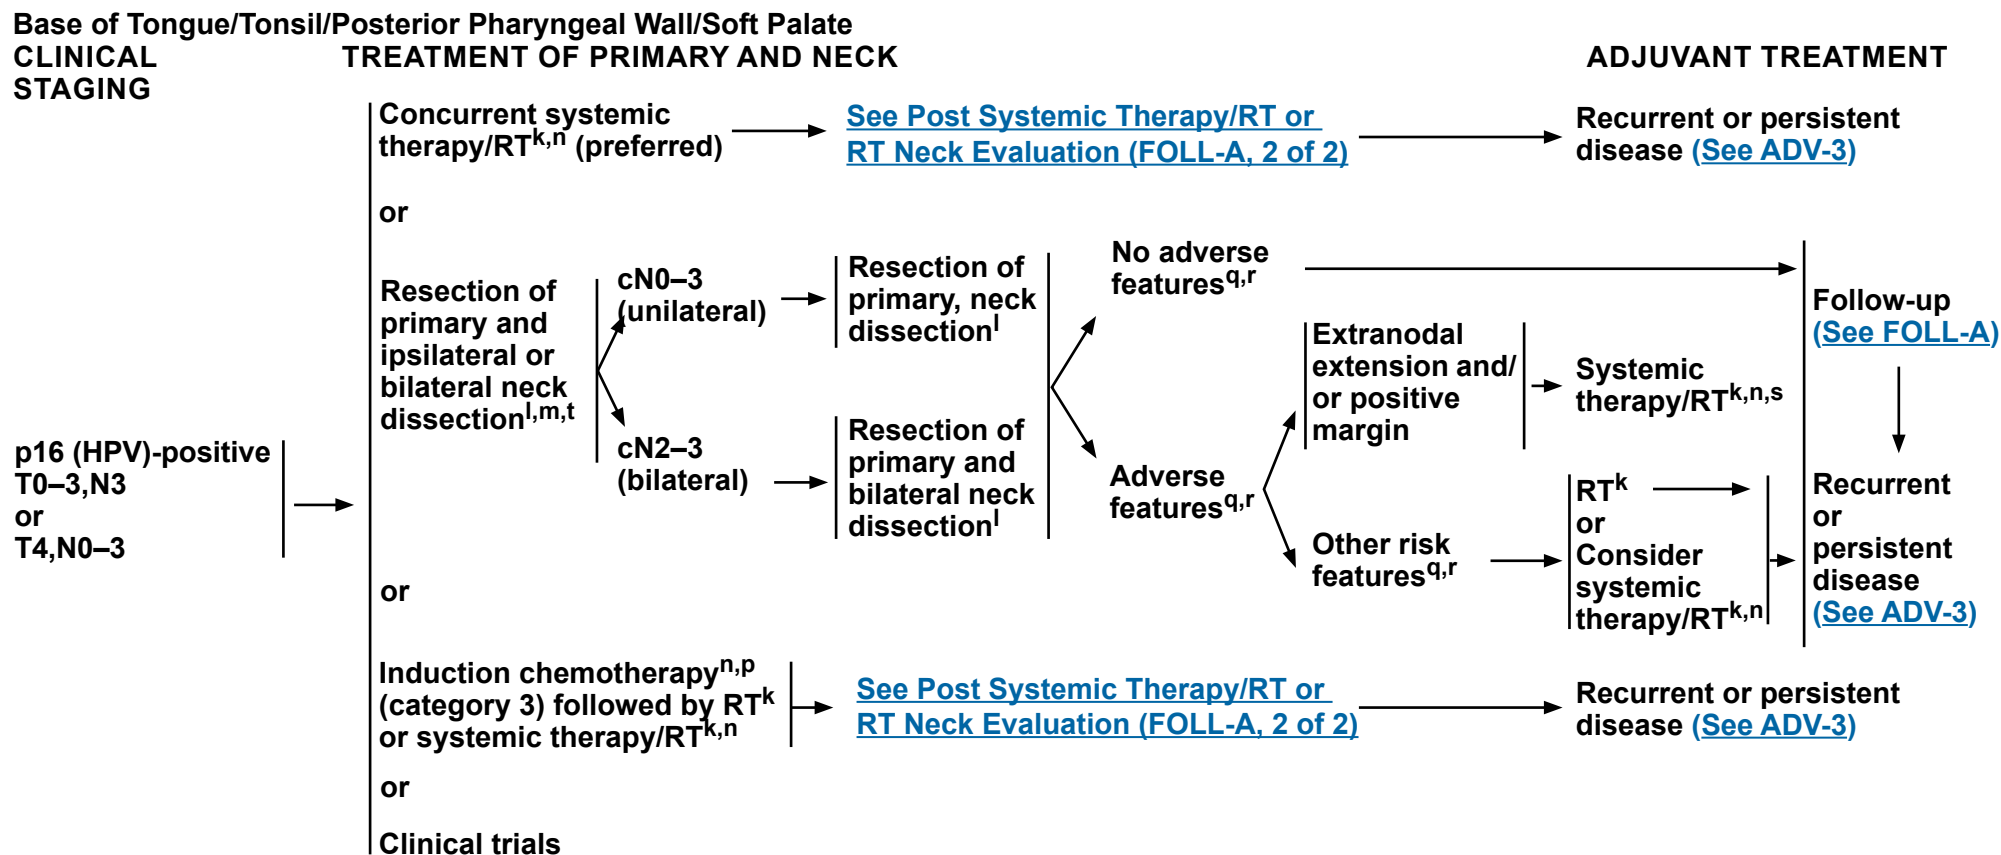 Base of Tongue/Tonsil/Posterior Pharyngeal Wall/Soft Palate
CLINICAL
STAGING
TREATMENT OF PRIMARY AND NECK
ADJUVANT TREATMENT
p16 (HPV)-positive
T0–3,N3
or
T4,N0–3
Concurrent systemic
therapy/RTk,n (preferred)
See Post Systemic Therapy/RT or
RT Neck Evaluation (FOLL-A, 2 of 2)
Recurrent or persistent
disease (See ADV-3)
or
Resection of
primary and
ipsilateral or
bilateral neck
dissectionl,m,t
cN0–3
(unilateral)
cN2–3
(bilateral)
Resection of
primary, neck
dissectionl
Resection of
primary and
bilateral neck
dissectionl
No adverse
featuresq,r
Adverse
featuresq,r
Extranodal
extension and/
or positive
margin
Other risk
featuresq,r
Systemic
therapy/RTk,n,s
RTk
or
Consider
systemic
therapy/RTk,n
Follow-up
(See FOLL-A)
Recurrent
or
persistent
disease
(See ADV-3)
or
Induction chemotherapyn,p
(category 3) followed by RTk
or systemic therapy/RTk,n
See Post Systemic Therapy/RT or
RT Neck Evaluation (FOLL-A, 2 of 2)
Recurrent or persistent
disease (See ADV-3)
or
Clinical trials